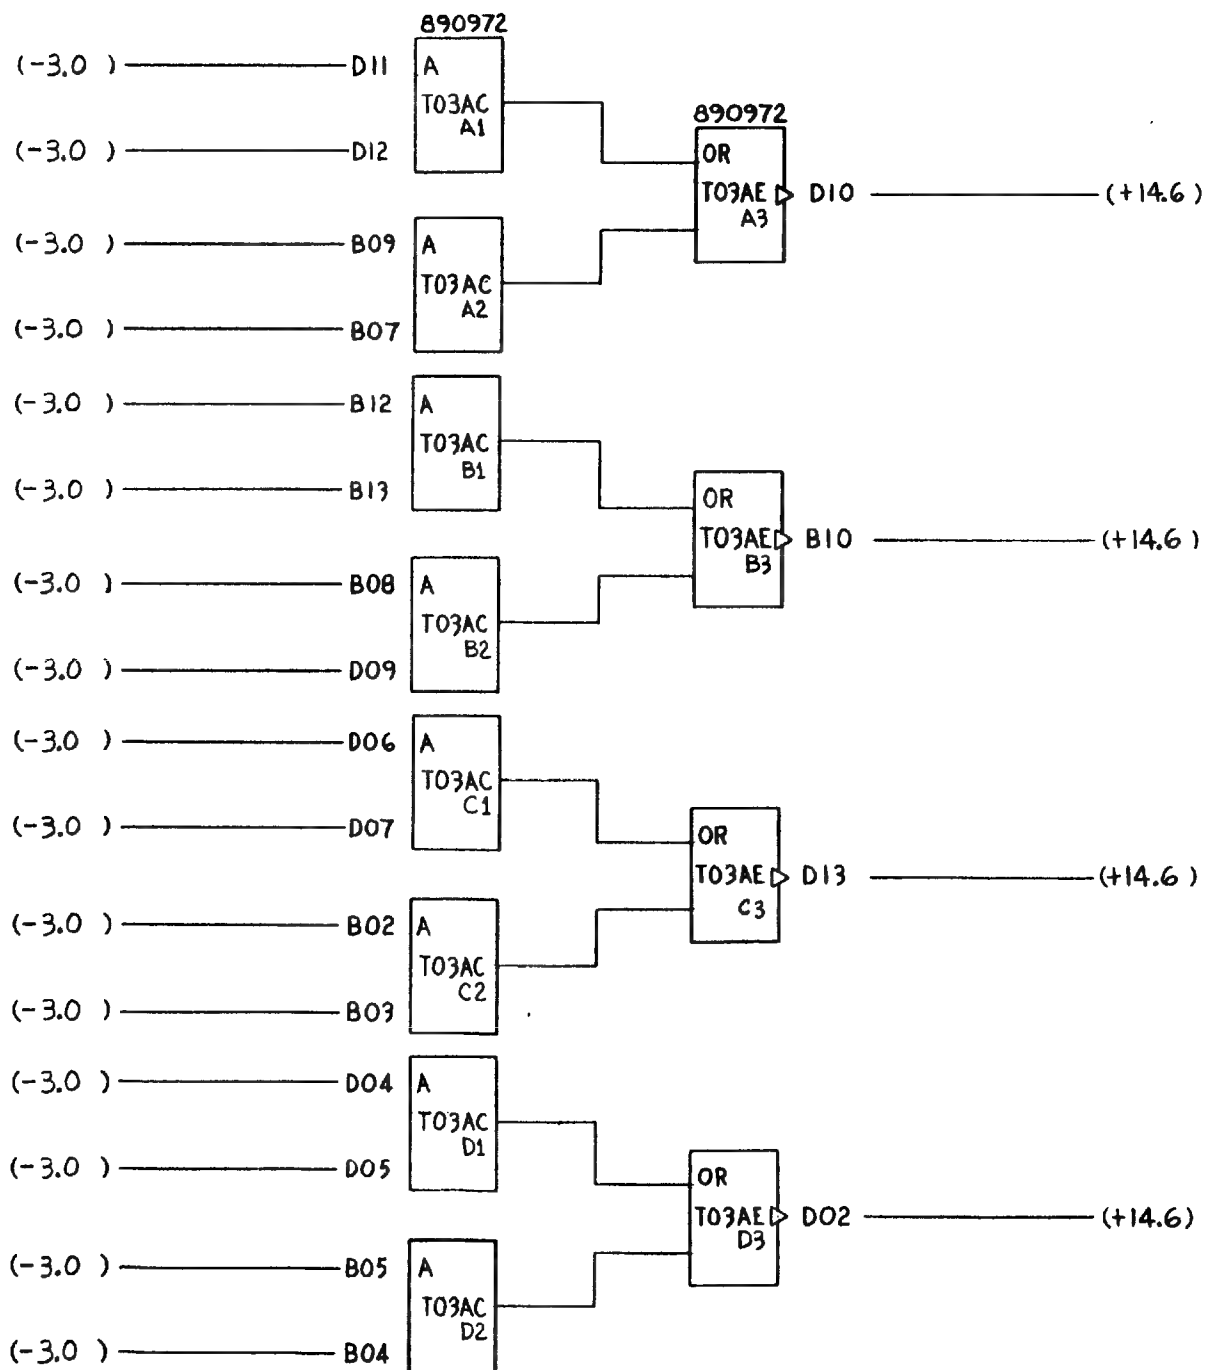 890972
(-3.0 ) D11 A
T03AC
A1
(-3.0 ) D12
890972
OR
T03AE D10 (+14.6)
A3
(-3.0 ) B09 A
T03AC
A2
(-3.0 ) B07
(-3.0 ) B12 A
T03AC
B1
(-3.0 ) B13
OR
T03AE B10 (+14.6)
B3
(-3.0 ) B08 A
T03AC
B2
(-3.0 ) D09
(-3.0 ) D06 A
T03AC
C1
(-3.0 ) D07
OR
T03AE D13 (+14.6)
C3
(-3.0 ) B02 A
T03AC
C2
(-3.0 ) B03
(-3.0 ) D04 A
T03AC
D1
(-3.0 ) D05
OR
T03AE D02 (+14.6)
D3
(-3.0 ) B05 A
T03AC
D2
(-3.0 ) B04